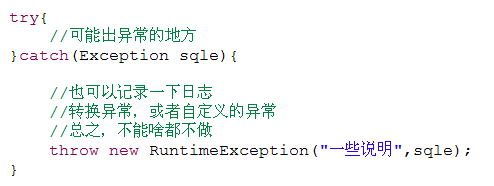 try{
//可能出异常的地方
}catch(Exception sqle){
//也可以记录一下日志
//转换异常，或者自定义的异常
//总之，不能啥都不做
throw new RuntimeException("一些说明",sqle);
}